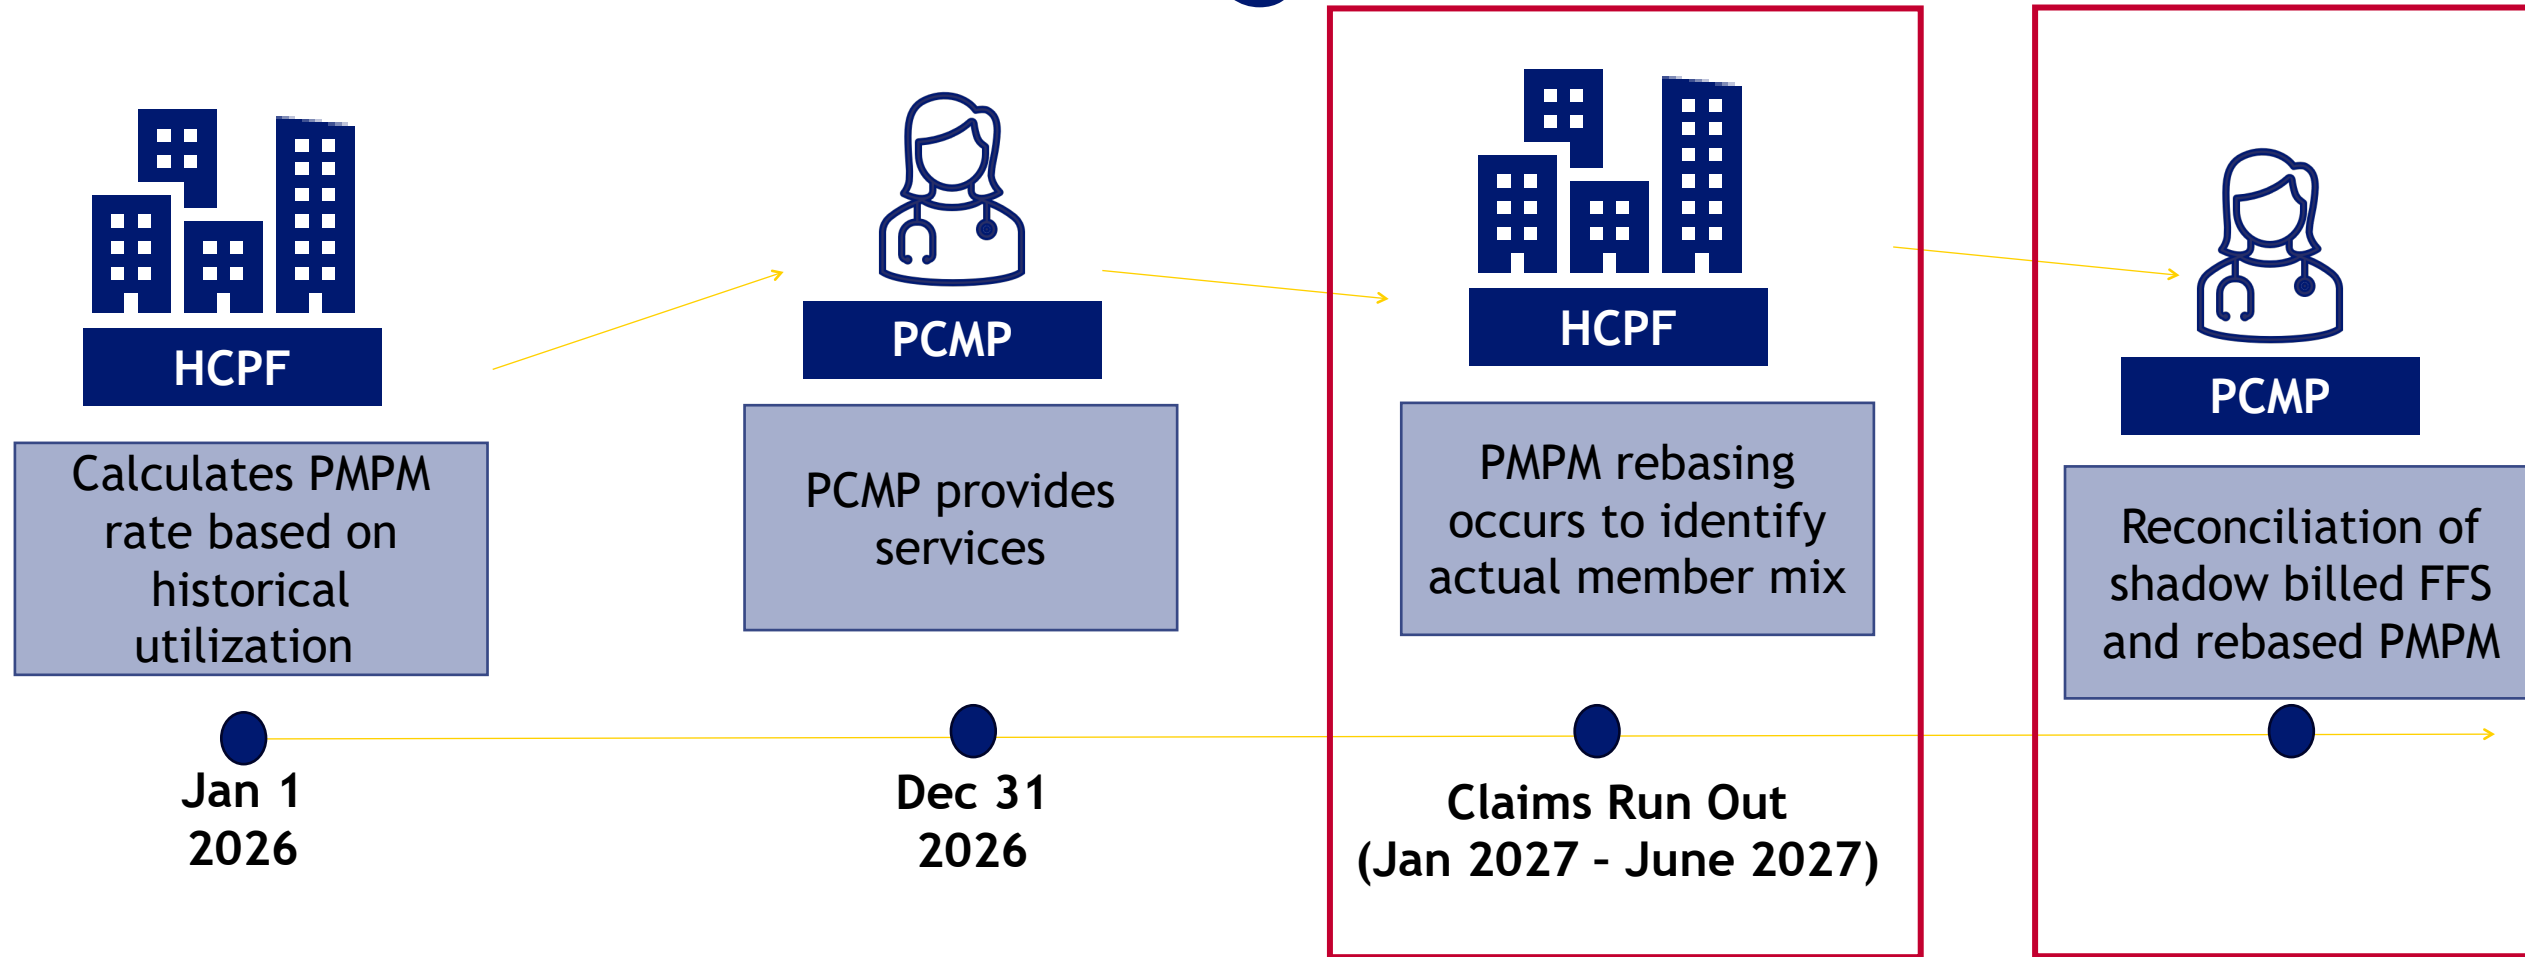 HCPF
Calculates PMPM
rate based on
historical
utilization
Jan 1
2026
PCMP
PCMP provides
services
Dec 31
2026
HCPF
PMPM rebasing
occurs to identify
actual member mix
Claims Run Out
(Jan 2027 – June 2027)
PCMP
Reconciliation of
shadow billed FFS
and rebased PMPM